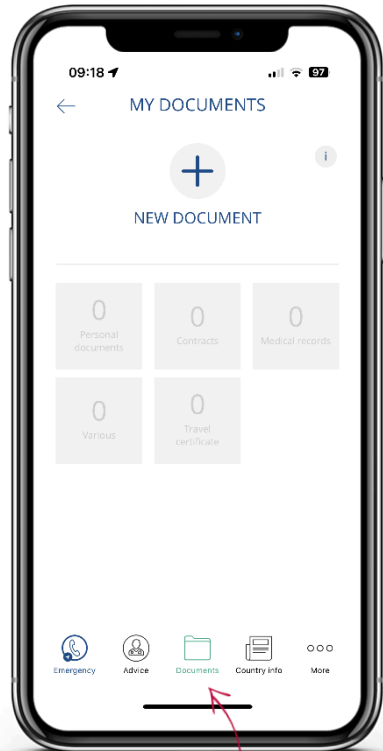 09:18
97
MY DOCUMENTS
i
NEW DOCUMENT
0
Personal
documents
0
Contracts
0
Medical records
0
Various
0
Travel
certificate
Emergency
Advice
Documents
Country info
More